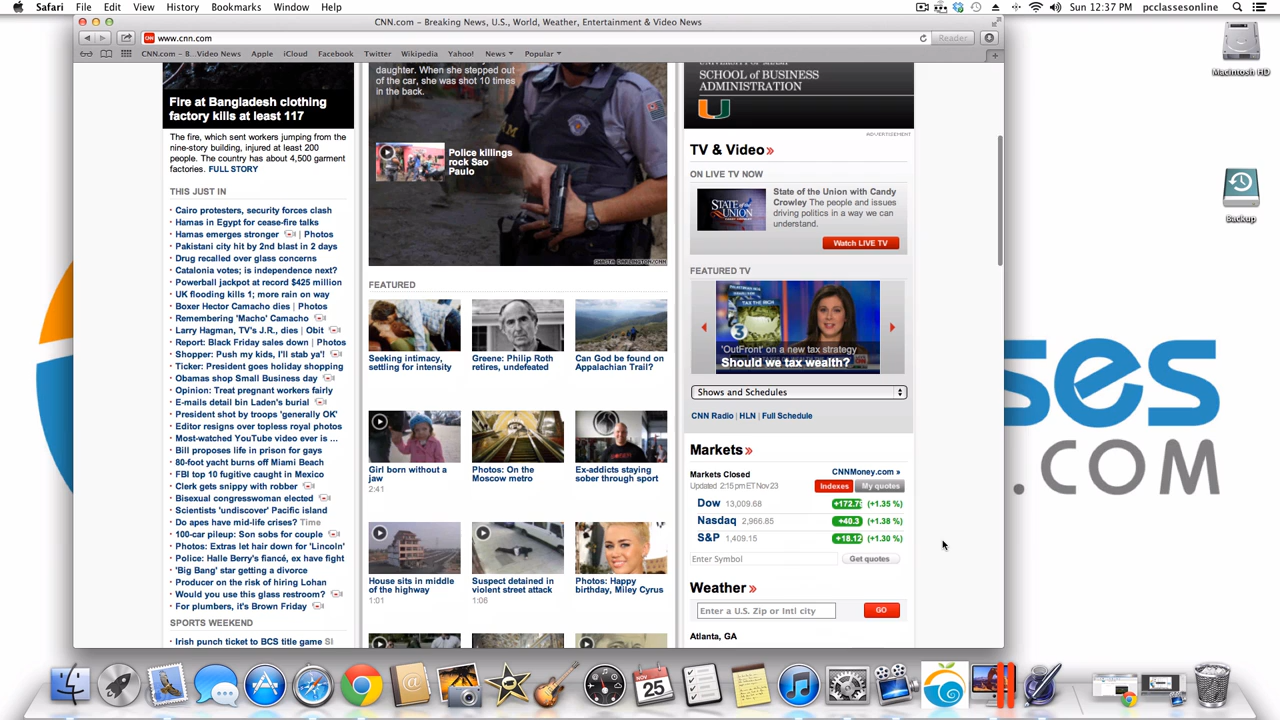 Safari File Edit View History Bookmarks Window Help
Sun 12:37 PM pcclassesonline
CNN.com – Breaking News, U.S., World, Weather, Entertainment & Video News
www.cnn.com
Reader
CNN.com – B... Video News Apple iCloud Facebook Twitter Wikipedia Yahoo! News Popular
Macintosh HD
Backup
Fire at Bangladesh clothing
factory kills at least 117
The fire, which sent workers jumping from the
nine-story building, injured at least 200
people. The country has about 4,500 garment
factories. FULL STORY
THIS JUST IN
Cairo protesters, security forces clash
Hamas in Egypt for cease-fire talks
Hamas emerges stronger | Photos
Pakistani city hit by 2nd blast in 2 days
Drug recalled over glass concerns
Catalonia votes; is independence next?
Powerball jackpot at record $425 million
UK flooding kills 1; more rain on way
Boxer Hector Camacho dies | Photos
Remembering 'Macho' Camacho
Larry Hagman, TV's J.R., dies | Obit
Report: Black Friday sales down | Photos
Shopper: Push my kids, I'll stab ya'!
Ticker: President goes holiday shopping
Obamas shop Small Business day
Opinion: Treat pregnant workers fairly
E-mails detail bin Laden's burial
President shot by troops 'generally OK'
Editor resigns over topless royal photos
Most-watched YouTube video ever is ...
Bill proposes life in prison for gays
80-foot yacht burns off Miami Beach
FBI top 10 fugitive caught in Mexico
Clerk gets snippy with robber
Bisexual congresswoman elected
Scientists 'undiscover' Pacific island
Do apes have mid-life crises? Time
100-car pileup: Son sobs for couple
Photos: Extras let hair down for 'Lincoln'
Police: Halle Berry's fiancé, ex have fight
'Big Bang' star getting a divorce
Producer on the risk of hiring Lohan
Would you use this glass restroom?
For plumbers, it's Brown Friday
SPORTS WEEKEND
Irish punch ticket to BCS title game SI
daughter. When she stepped out
of the car, she was shot 10 times
in the back.
Police killings
rock Sao
Paulo
FEATURED
Seeking intimacy,
settling for intensity
Greene: Philip Roth
retires, undefeated
Can God be found on
Appalachian Trail?
Girl born without a
jaw
2:41
Photos: On the
Moscow metro
Ex-addicts staying
sober through sport
House sits in middle
of the highway
1:01
Suspect detained in
violent street attack
1:06
Photos: Happy
birthday, Miley Cyrus
SCHOOL of BUSINESS
ADMINISTRATION
ADVERTISEMENT
TV & Video
ON LIVE TV NOW
STATE of the UNION
State of the Union with Candy
Crowley The people and issues
driving politics in a way we can
understand.
Watch LIVE TV
FEATURED TV
3
'OutFront' on a new tax strategy
Should we tax wealth?
Shows and Schedules
CNN Radio | HLN | Full Schedule
Markets
Markets Closed CNNMoney.com »
Updated 2:15 pm ET Nov 23 Indexes My quotes
Dow 13,009.68 +172.79 (+1.35 %)
Nasdaq 2,966.85 +40.3 (+1.38 %)
S&P 1,409.15 +18.12 (+1.30 %)
Enter Symbol Get quotes
Weather
Enter a U.S. Zip or Intl city GO
Atlanta, GA
ses
.COM
NOV
25